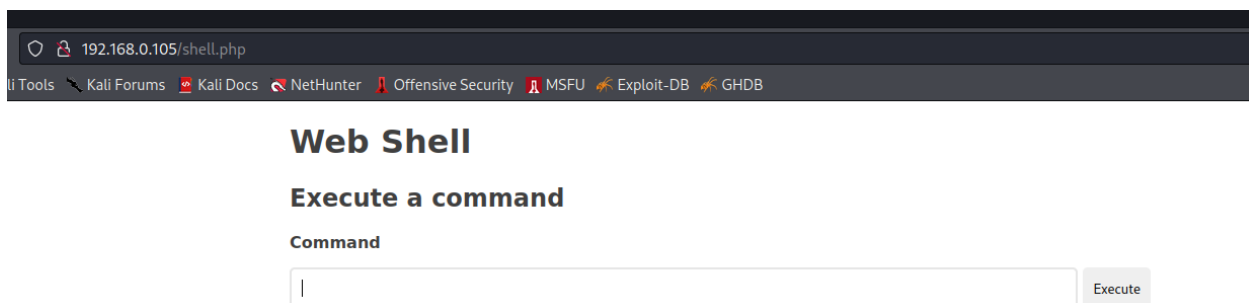 192.168.0.105/shell.php
li Tools Kali Forums Kali Docs NetHunter Offensive Security MSFU Exploit-DB GHDB
Web Shell
Execute a command
Command
Execute